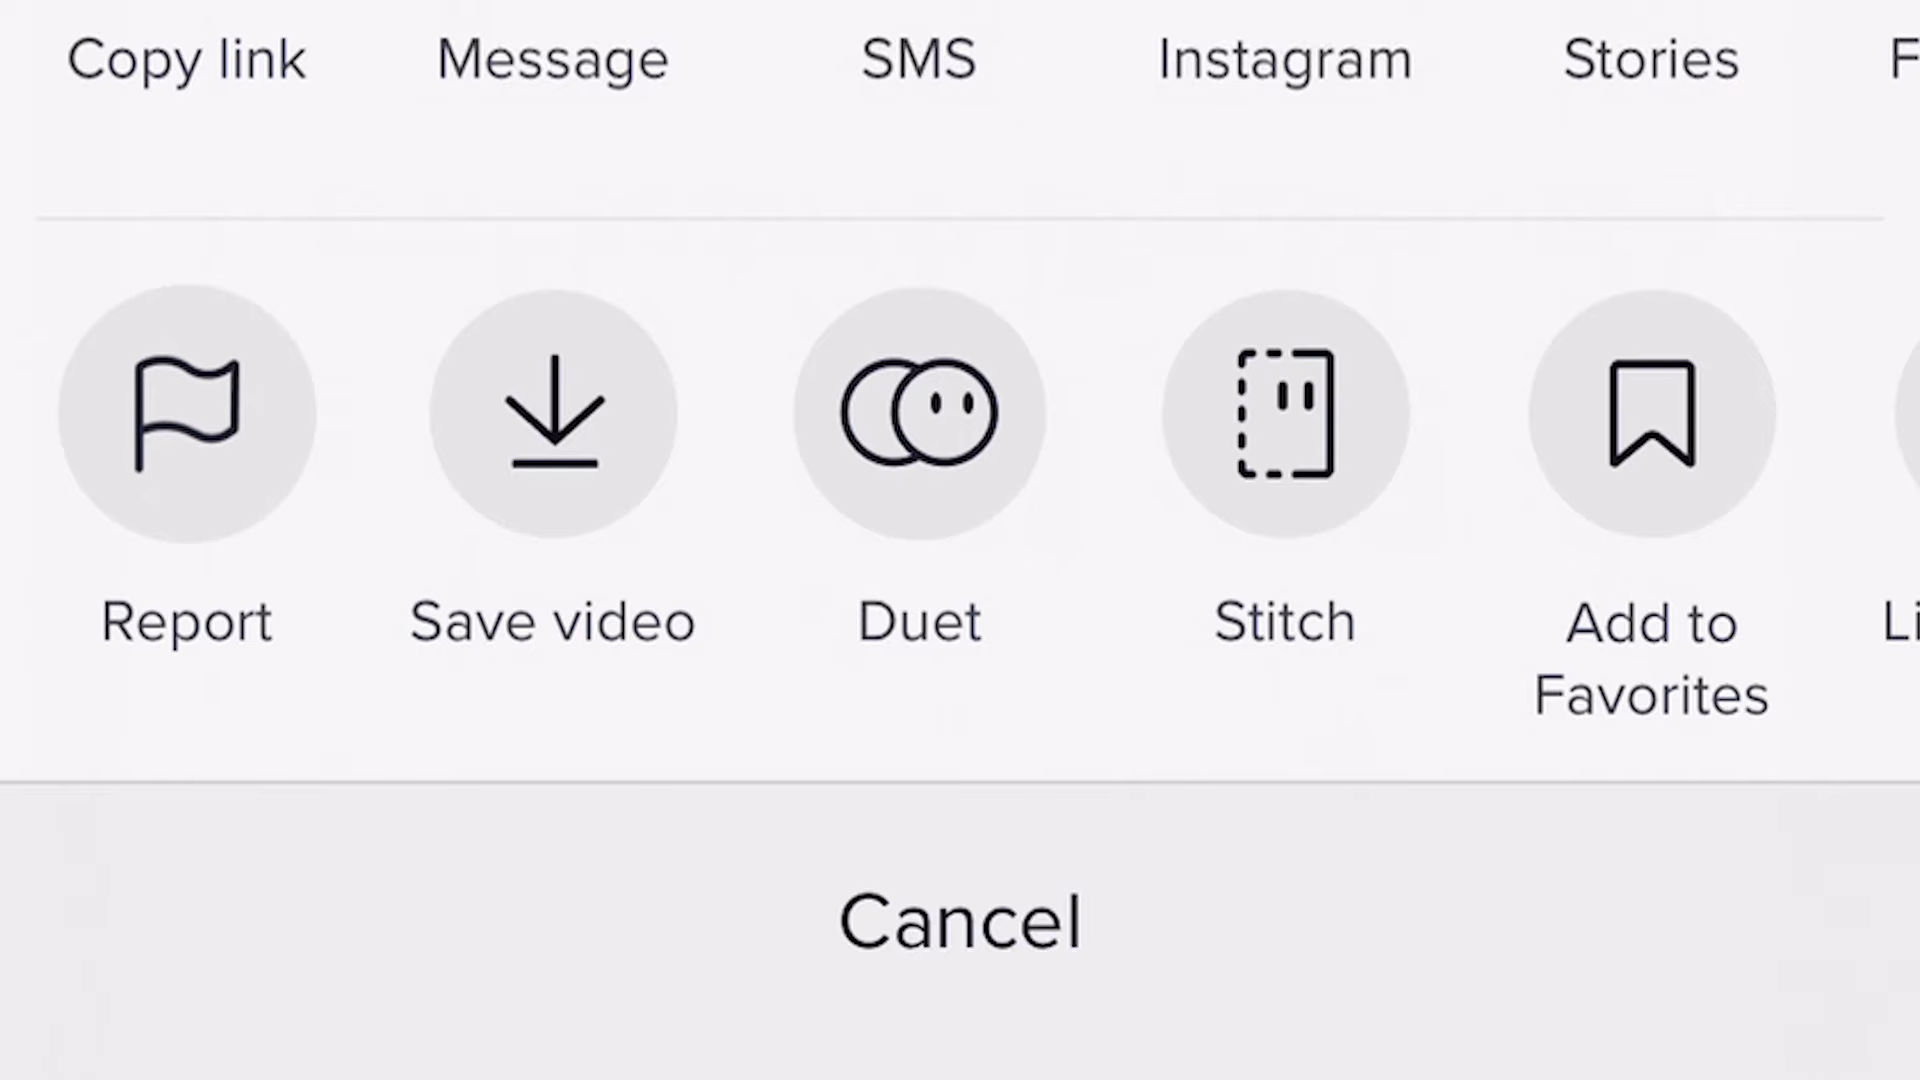 Copy link
Message
SMS
Instagram
Stories
Report
Save video
Duet
Stitch
Add to
Favorites
Cancel